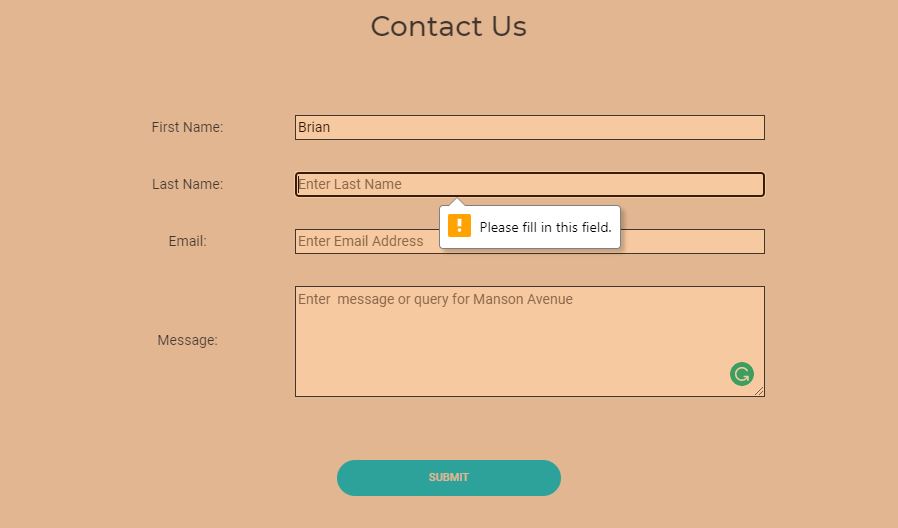 Contact Us
First Name:
Brian
Last Name:
Enter Last Name
Please fill in this field.
Email:
Enter Email Address
Message:
Enter  message or query for Manson Avenue
SUBMIT